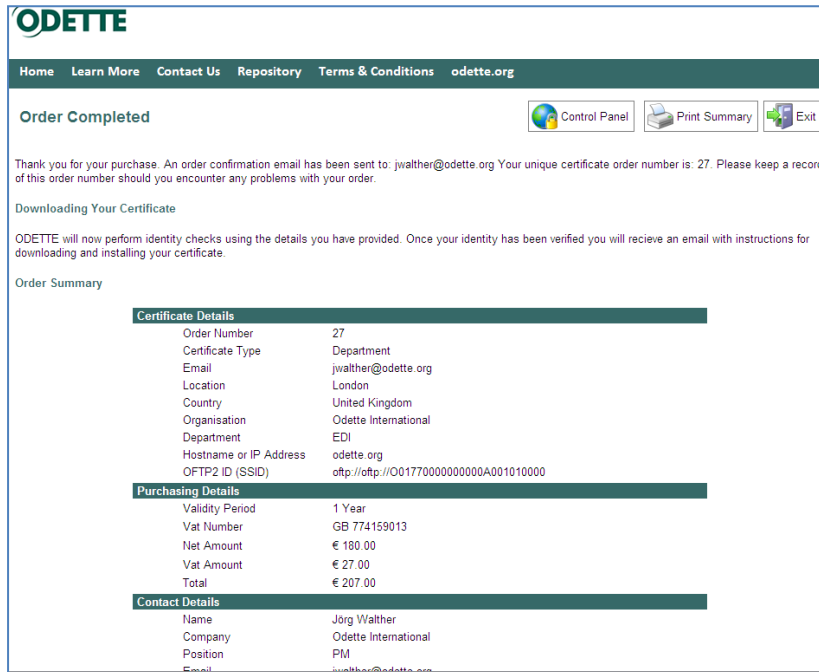 ODETTE
Home Learn More Contact Us Repository Terms & Conditions odette.org
Order Completed
Control Panel Print Summary Exit
Thank you for your purchase. An order confirmation email has been sent to: jwalther@odette.org Your unique certificate order number is: 27. Please keep a record
of this order number should you encounter any problems with your order.
Downloading Your Certificate
ODETTE will now perform identity checks using the details you have provided. Once your identity has been verified you will recieve an email with instructions for
downloading and installing your certificate.
Order Summary
Certificate Details
Order Number 27
Certificate Type Department
Email jwalther@odette.org
Location London
Country United Kingdom
Organisation Odette International
Department EDI
Hostname or IP Address odette.org
OFTP2 ID (SSID) oftp://oftp://O01770000000000A001010000
Purchasing Details
Validity Period 1 Year
Vat Number GB 774159013
Net Amount € 180.00
Vat Amount € 27.00
Total € 207.00
Contact Details
Name Jörg Walther
Company Odette International
Position PM
Email jwalther@odette.org